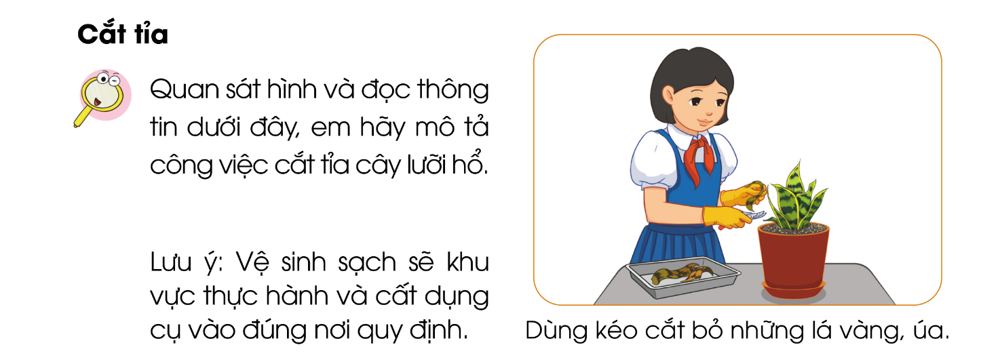 Cắt tỉa
Quan sát hình và đọc thông
tin dưới đây, em hãy mô tả
công việc cắt tỉa cây lưỡi hổ.
Lưu ý: Vệ sinh sạch sẽ khu
vực thực hành và cất dụng
cụ vào đúng nơi quy định.
Dùng kéo cắt bỏ những lá vàng, úa.